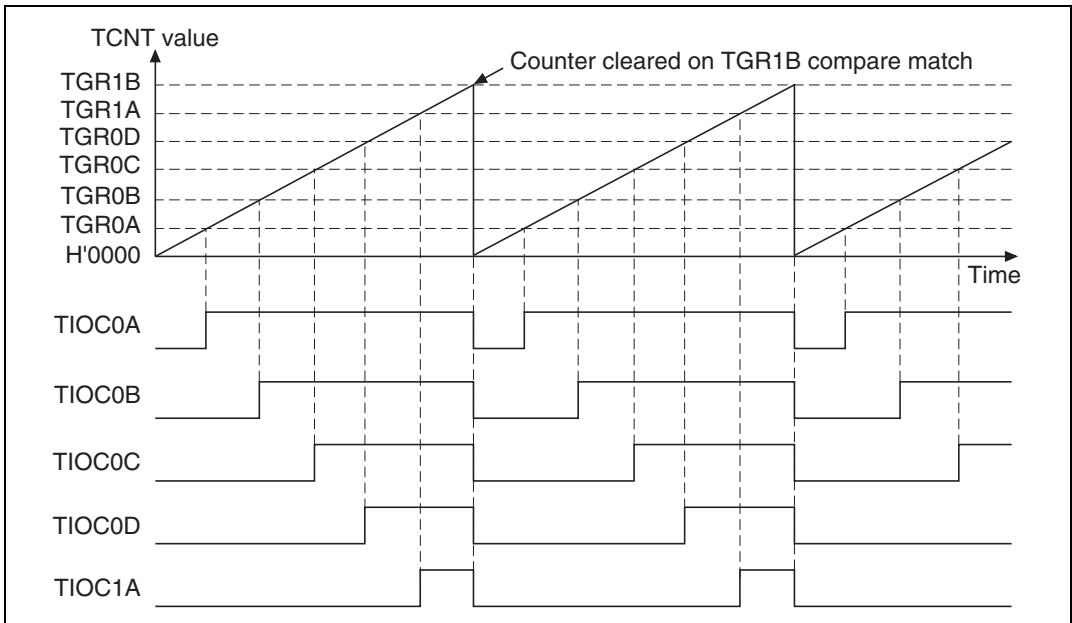 TCNT value
Counter cleared on TGR1B compare match
TGR1B
TGR1A
TGR0D
TGR0C
TGR0B
TGR0A
H'0000
Time
TIOC0A
TIOC0B
TIOC0C
TIOC0D
TIOC1A